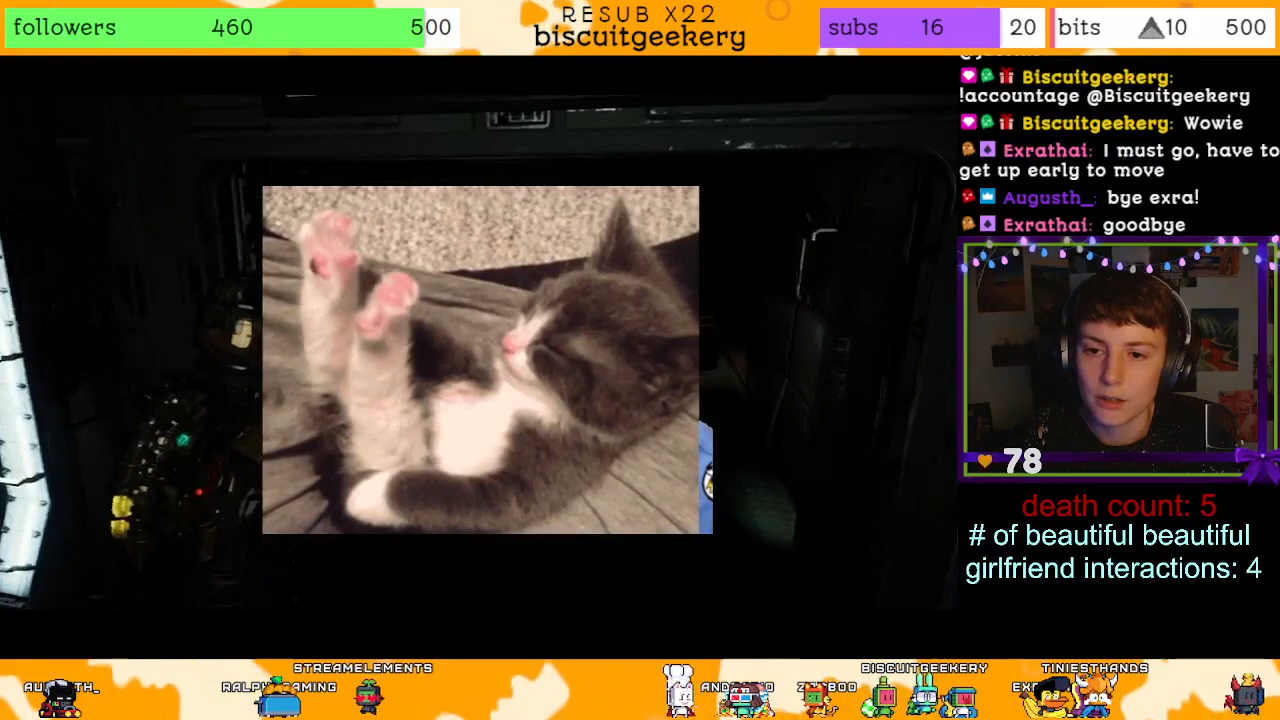 followers 460 500
RESUB X22
biscuitgeekery
subs 16 20
bits 10 500
Biscuitgeekery:
!accountage @Biscuitgeekery
Biscuitgeekery: Wowie
Exrathai: I must go, have to
get up early to move
Augusth_: bye exra!
Exrathai: goodbye
78
death count: 5
# of beautiful beautiful
girlfriend interactions: 4
STREAMELEMENTS
BISCUITGEEKERY
TINIESTHANDS